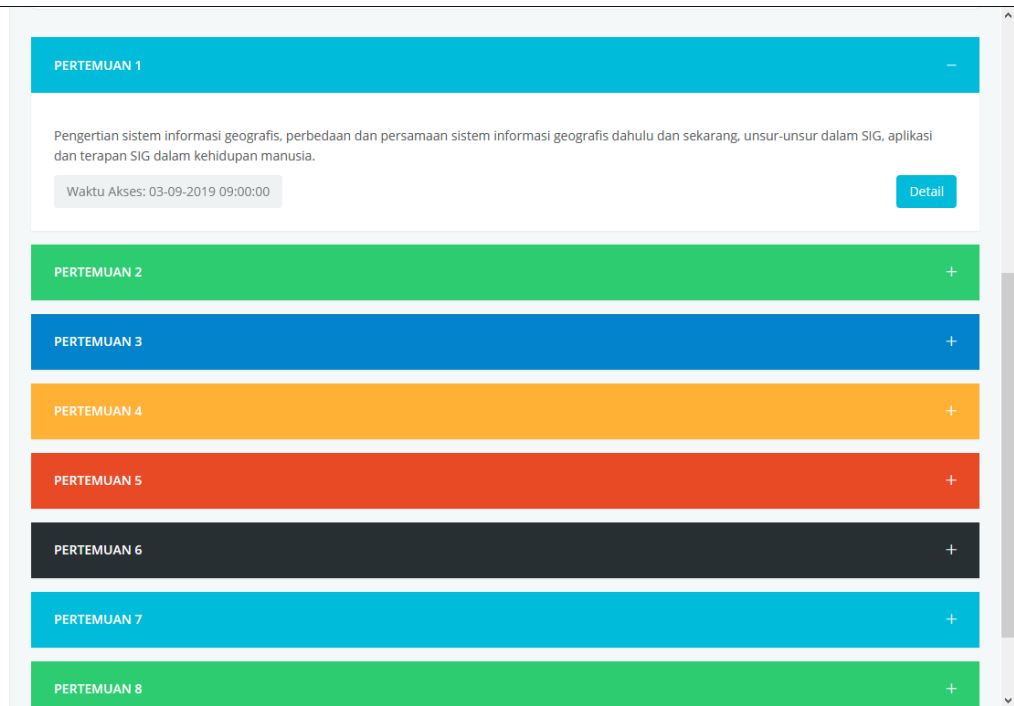 PERTEMUAN 1
Pengertian sistem informasi geografis, perbedaan dan persamaan sistem informasi geografis dahulu dan sekarang, unsur-unsur dalam SIG, aplikasi
dan terapan SIG dalam kehidupan manusia.
Waktu Akses: 03-09-2019 09:00:00
Detail
PERTEMUAN 2
PERTEMUAN 3
PERTEMUAN 4
PERTEMUAN 5
PERTEMUAN 6
PERTEMUAN 7
PERTEMUAN 8